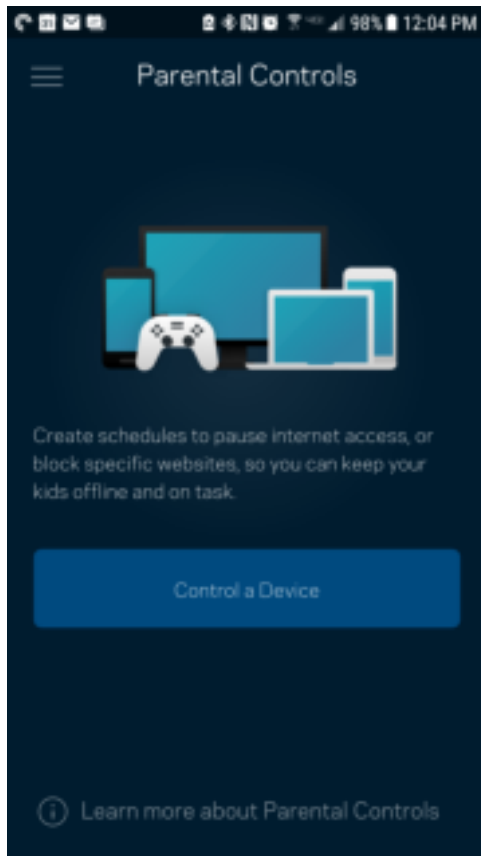 31 98% 12:04 PM
Parental Controls
Create schedules to pause internet access, or
block specific websites, so you can keep your
kids offline and on task.
Control a Device
Learn more about Parental Controls